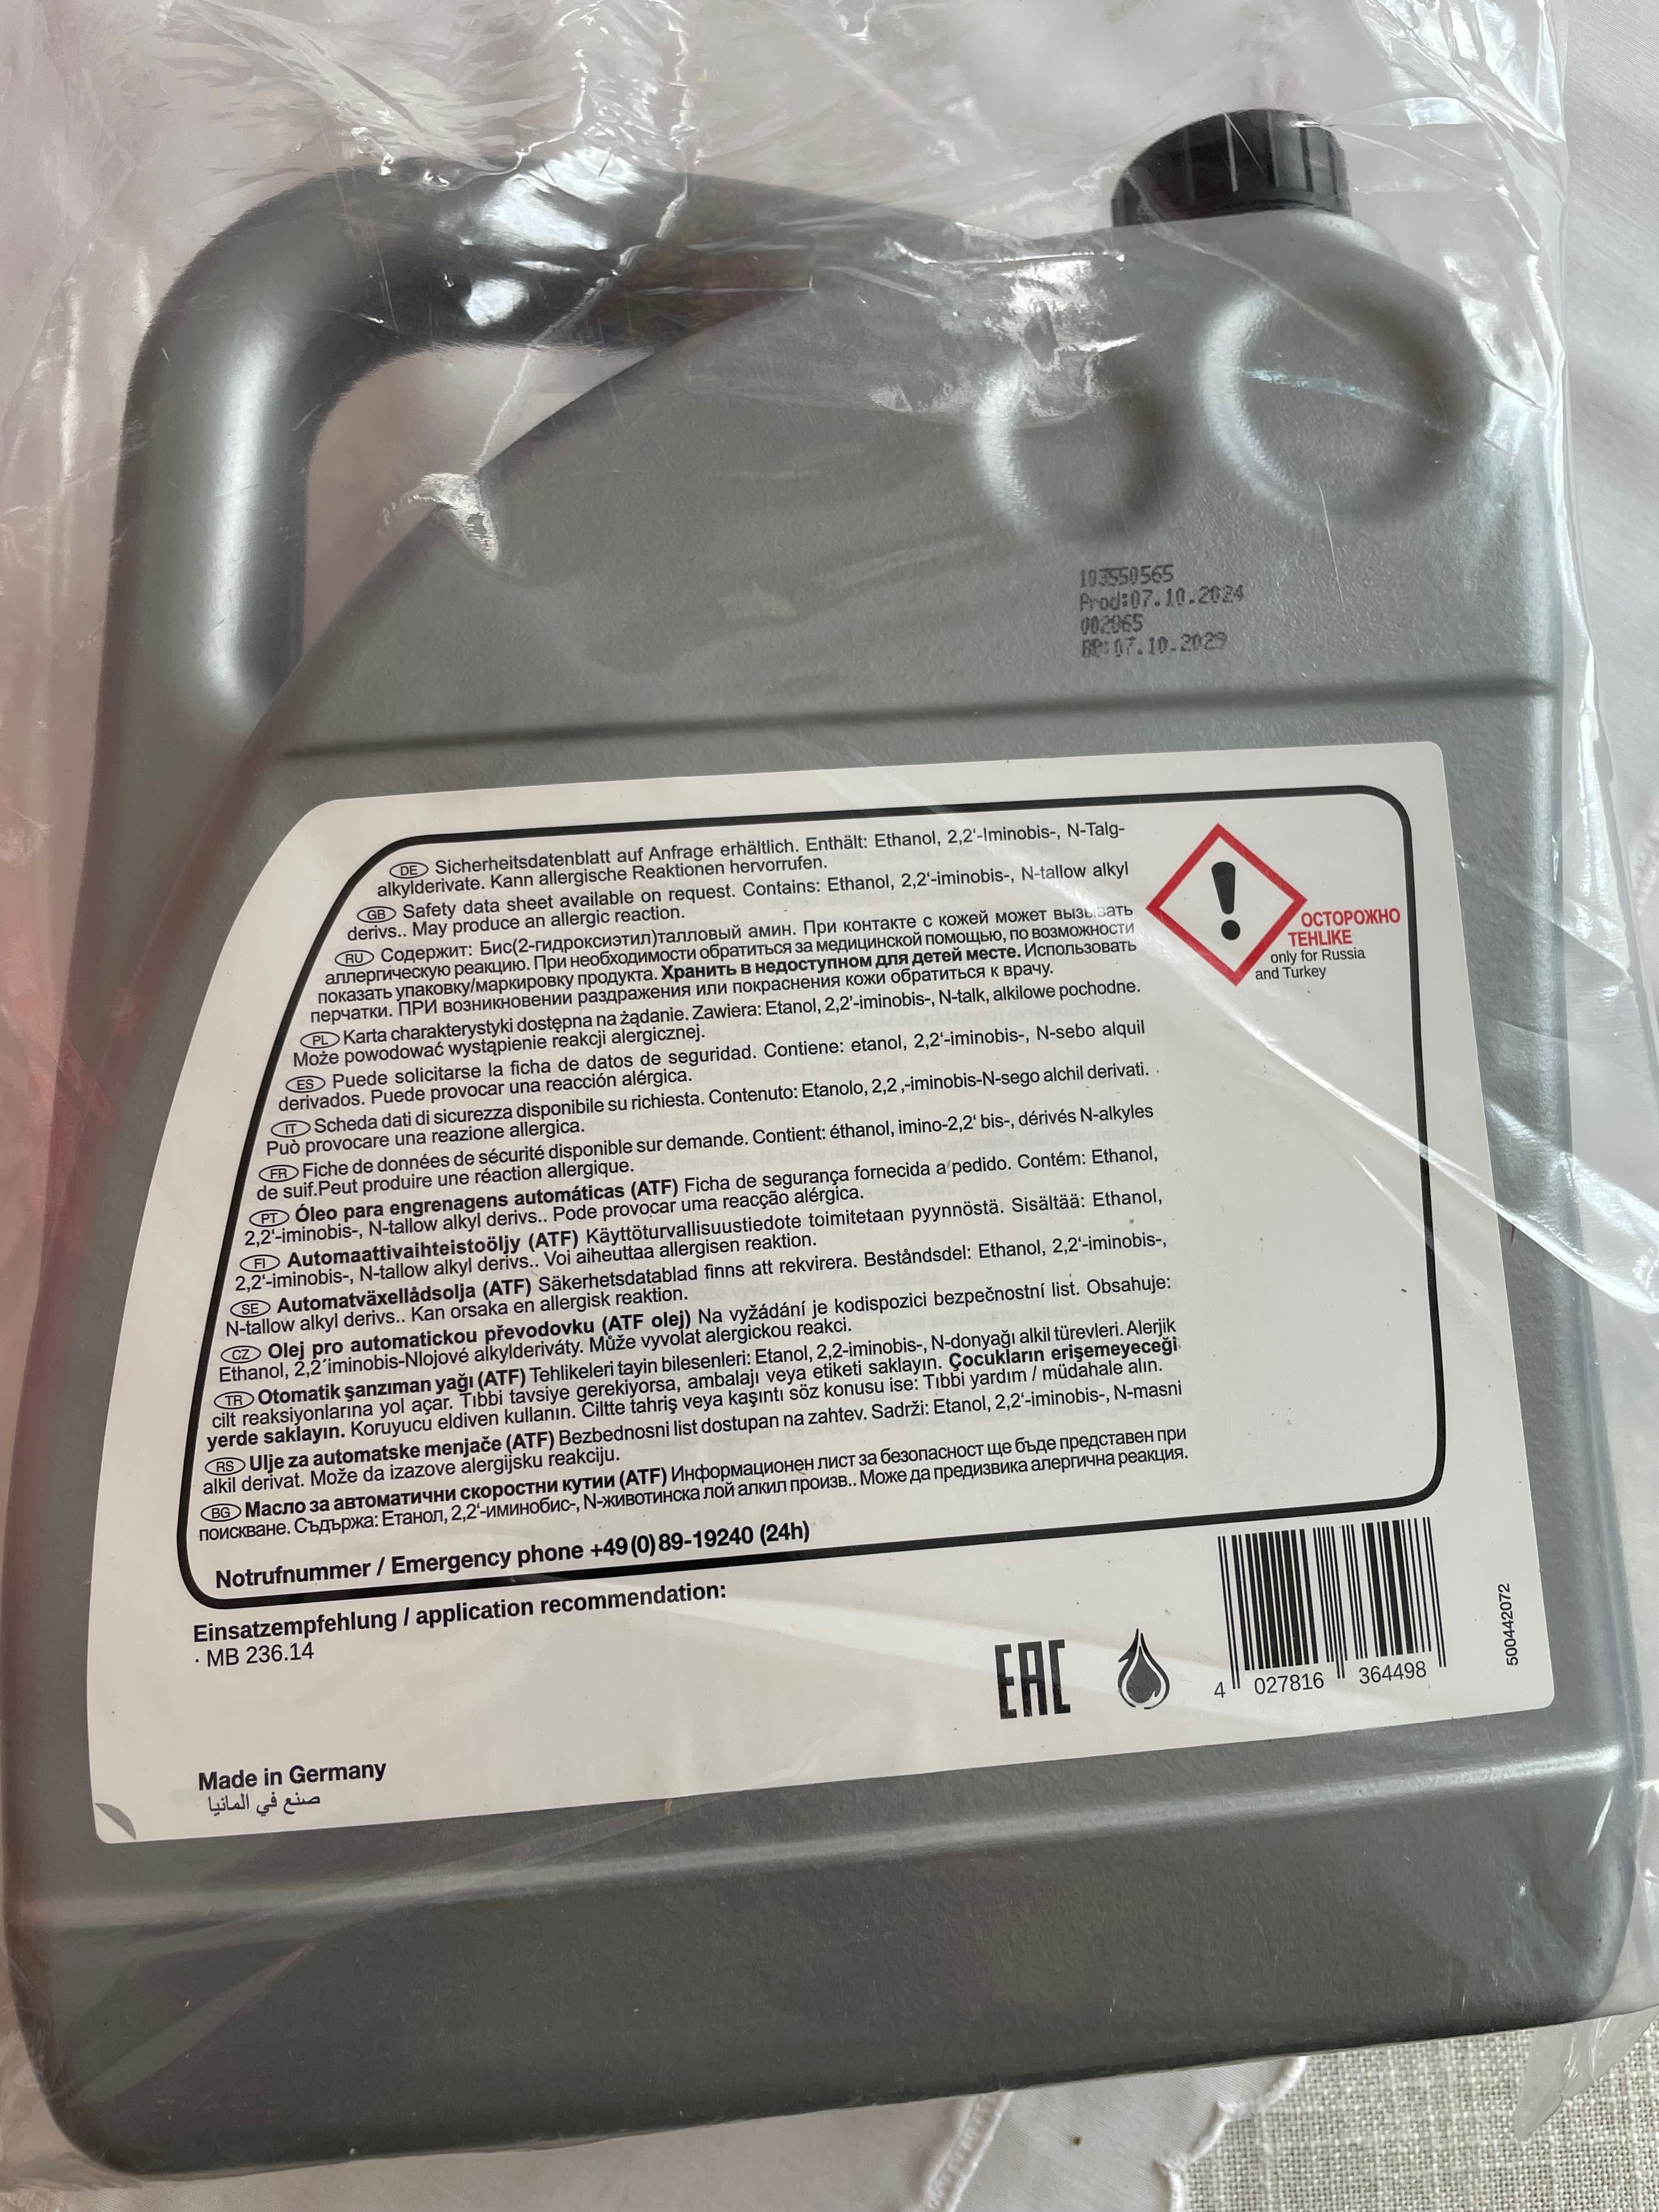 103550565
Prod:07.10.2024
002065
BB:07.10.2029
DE Sicherheitsdatenblatt auf Anfrage erhältlich. Enthält: Ethanol, 2,2‘-Iminobis-, N-Talg-
alkylderivate. Kann allergische Reaktionen hervorrufen.
GB Safety data sheet available on request. Contains: Ethanol, 2,2‘-iminobis-, N-tallow alkyl
derivs.. May produce an allergic reaction.
RU Содержит: Бис(2-гидроксиэтил)талловый амин. При контакте с кожей может вызывать
аллергическую реакцию. При необходимости обратиться за медицинской помощью, по возможности
показать упаковку/маркировку продукта. Хранить в недоступном для детей месте. Использовать
перчатки. ПРИ возникновении раздражения или покраснения кожи обратиться к врачу.
PL Karta charakterystyki dostępna na żądanie. Zawiera: Etanol, 2,2‘-iminobis-, N-talk, alkilowe pochodne.
Może powodować wystąpienie reakcji alergicznej.
ES Puede solicitarse la ficha de datos de seguridad. Contiene: etanol, 2,2‘-iminobis-, N-sebo alquil
derivados. Puede provocar una reacción alérgica.
IT Scheda dati di sicurezza disponibile su richiesta. Contenuto: Etanolo, 2,2 ,-iminobis-N-sego alchil derivati.
Può provocare una reazione allergica.
FR Fiche de données de sécurité disponible sur demande. Contient: éthanol, imino-2,2‘ bis-, dérivés N-alkyles
de suif.Peut produire une réaction allergique.
PT Óleo para engrenagens automáticas (ATF) Ficha de segurança fornecida a pedido. Contém: Ethanol,
2,2‘-iminobis-, N-tallow alkyl derivs.. Pode provocar uma reacção alérgica.
FI Automaattivaihteistoöljy (ATF) Käyttöturvallisuustiedote toimitetaan pyynnöstä. Sisältää: Ethanol,
2,2‘-iminobis-, N-tallow alkyl derivs.. Voi aiheuttaa allergisen reaktion.
SE Automatväxellådsolja (ATF) Säkerhetsdatablad finns att rekvirera. Beståndsdel: Ethanol, 2,2‘-iminobis-,
N-tallow alkyl derivs.. Kan orsaka en allergisk reaktion.
CZ Olej pro automatickou převodovku (ATF olej) Na vyžádání je kodispozici bezpečnostní list. Obsahuje:
Ethanol, 2,2´iminobis-Nlojové alkylderiváty. Může vyvolat alergickou reakci.
TR Otomatik şanzıman yağı (ATF) Tehlikeleri tayin bilesenleri: Etanol, 2,2-iminobis-, N-donyağı alkil türevleri. Alerjik
cilt reaksiyonlarına yol açar. Tıbbi tavsiye gerekiyorsa, ambalajı veya etiketi saklayın. Çocukların erişemeyeceği
yerde saklayın. Koruyucu eldiven kullanın. Ciltte tahriş veya kaşıntı söz konusu ise: Tıbbi yardım / müdahale alın.
RS Ulje za automatske menjače (ATF) Bezbednosni list dostupan na zahtev. Sadrži: Etanol, 2,2‘-iminobis-, N-masni
alkil derivat. Može da izazove alergijsku reakciju.
BG Масло за автоматични скоростни кутии (ATF) Информационен лист за безопасност ще бъде представен при
поискване. Съдържа: Етанол, 2,2‘-иминобис-, N-животинска лой алкил произв.. Може да предизвика алергична реакция.
Notrufnummer / Emergency phone +49(0)89-19240 (24h)
ОСТОРОЖНО
TEHLIKE
only for Russia
and Turkey
Einsatzempfehlung / application recommendation:
· MB 236.14
EAC
4 027816 364498
500442072
Made in Germany
صنع في المانيا